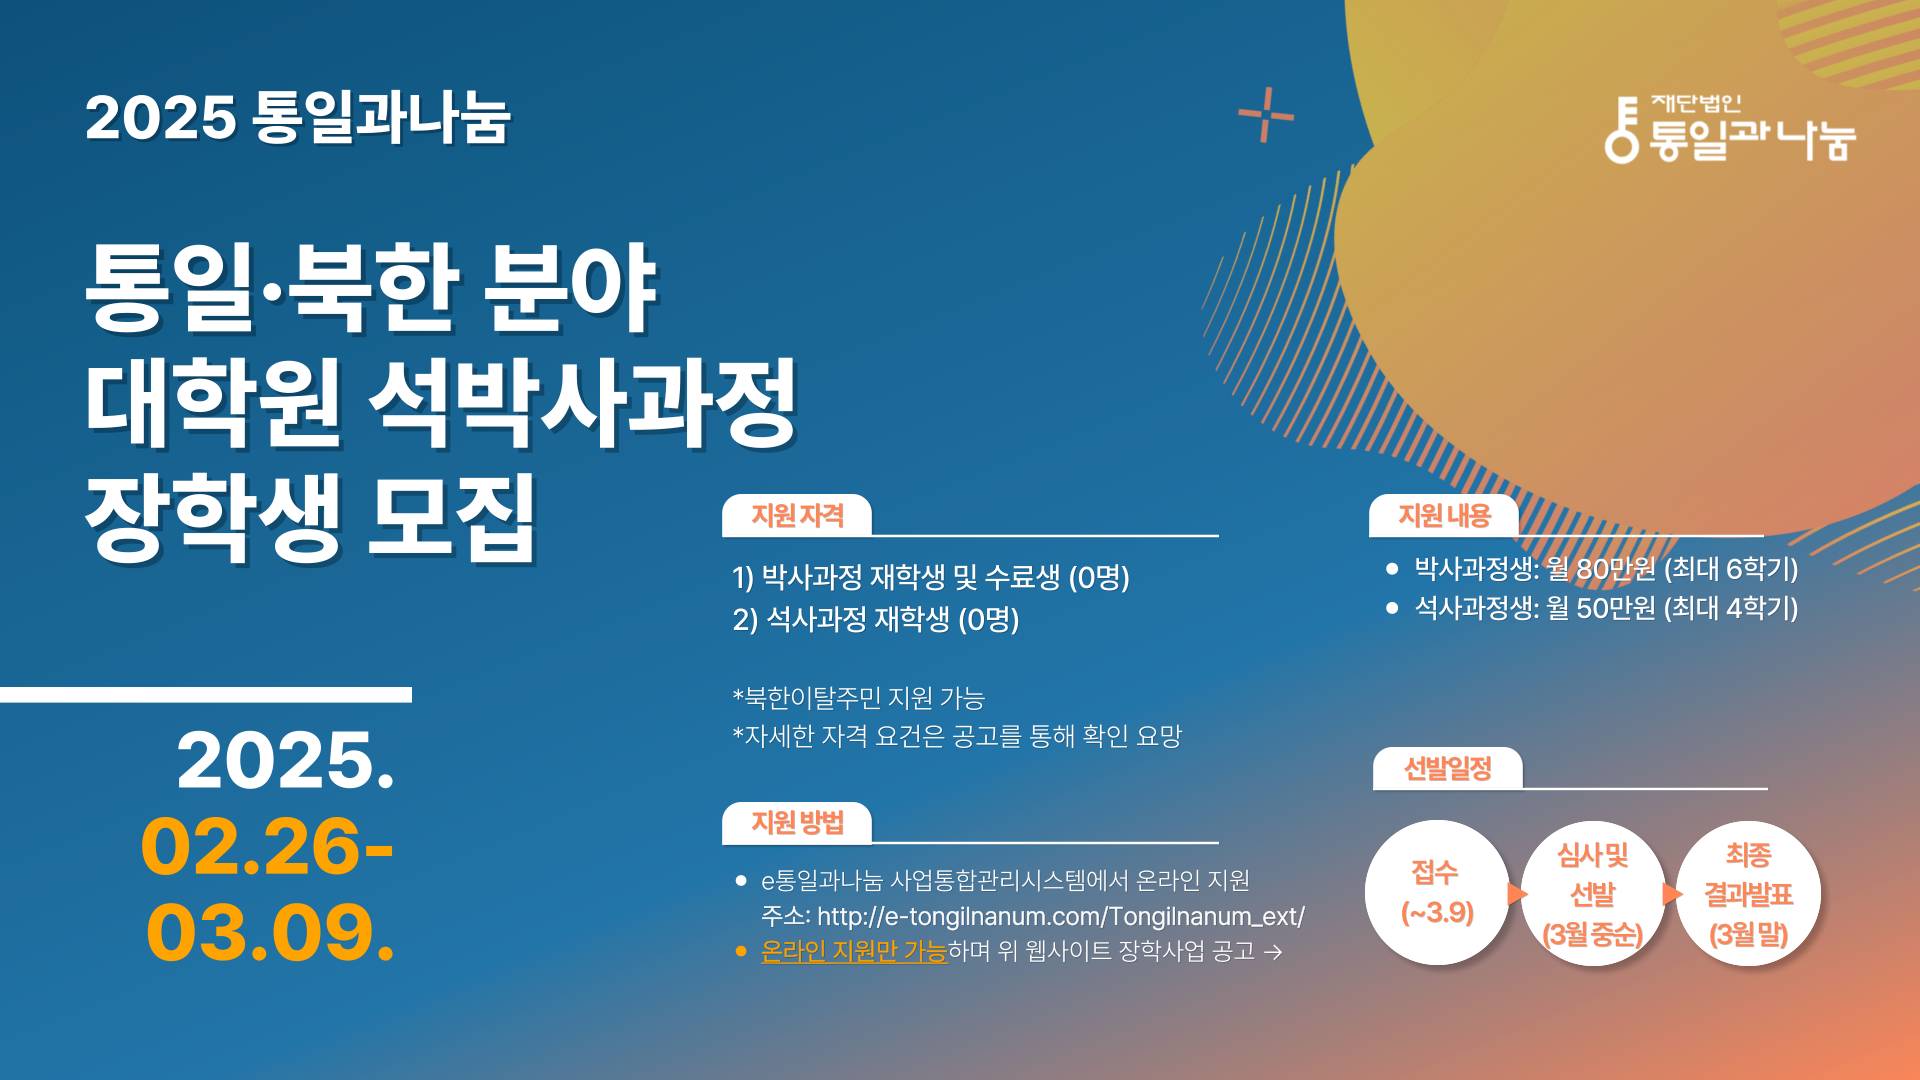 2025 통일과나눔
재단법인
통일과 나눔
통일·북한 분야
대학원 석박사과정
장학생 모집
2025.
02.26-
03.09.
지원 자격
1) 박사과정 재학생 및 수료생 (0명)
2) 석사과정 재학생 (0명)
*북한이탈주민 지원 가능
*자세한 자격 요건은 공고를 통해 확인 요망
지원 방법
• e통일과나눔 사업통합관리시스템에서 온라인 지원
주소: http://e-tongilnanum.com/Tongilnanum_ext/
• 온라인 지원만 가능하며 위 웹사이트 장학사업 공고 →
지원 내용
• 박사과정생: 월 80만원 (최대 6학기)
• 석사과정생: 월 50만원 (최대 4학기)
선발일정
접수
(~3.9)
심사 및
선발
(3월 중순)
최종
결과발표
(3월 말)